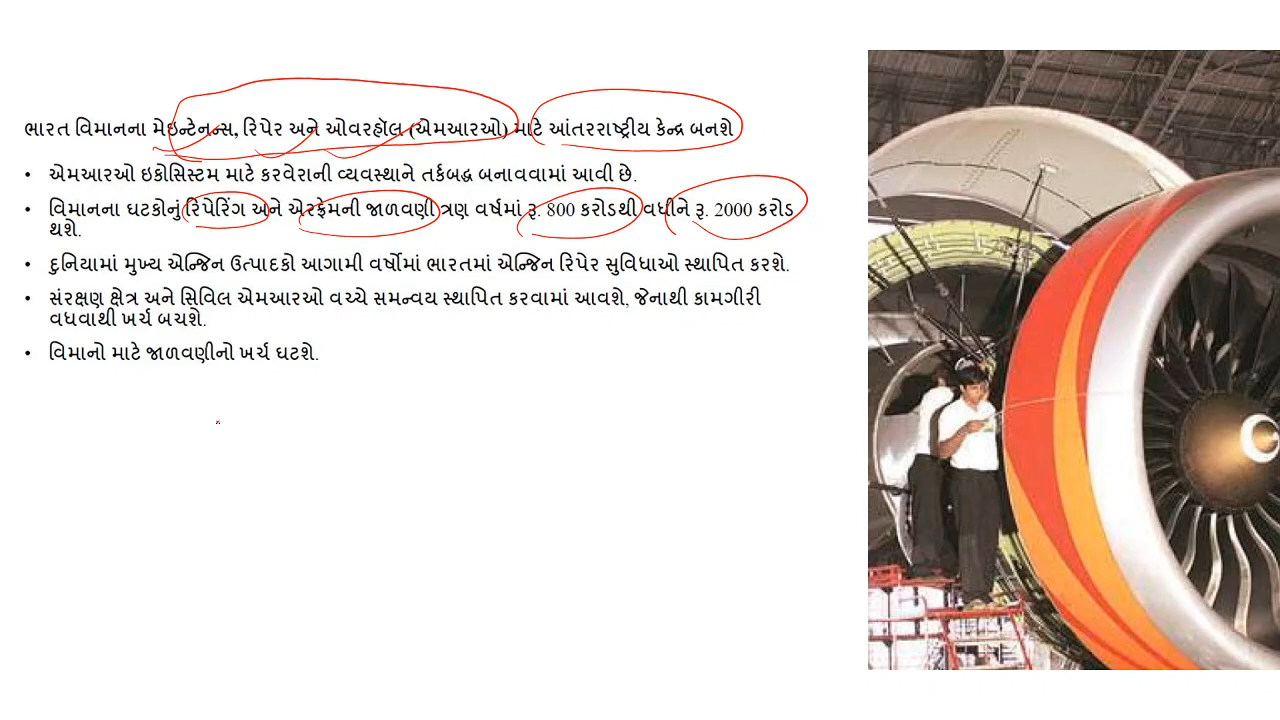 ભારત વિમાનના મેઇન્ટેનન્સ, રિપેર અને ઓવરહૉલ (એમઆરઓ) માટે આંતરરાષ્ટ્રીય કેન્દ્ર બનશે
• એમઆરઓ ઇકોસિસ્ટમ માટે કરવેરાની વ્યવસ્થાને તર્કબદ્ધ બનાવવામાં આવી છે.
• વિમાનના ઘટકોનું રિપેરિંગ અને એરફ્રેમની જાળવણી ત્રણ વર્ષમાં રૂ. 800 કરોડથી વધીને રૂ. 2000 કરોડ
થશે.
• દુનિયામાં મુખ્ય એન્જિન ઉત્પાદકો આગામી વર્ષોમાં ભારતમાં એન્જિન રિપેર સુવિધાઓ સ્થાપિત કરશે.
• સંરક્ષણ ક્ષેત્ર અને સિવિલ એમઆરઓ વચ્ચે સમન્વય સ્થાપિત કરવામાં આવશે, જેનાથી કામગીરી
વધવાથી ખર્ચ બચશે.
• વિમાનો માટે જાળવણીનો ખર્ચ ઘટશે.